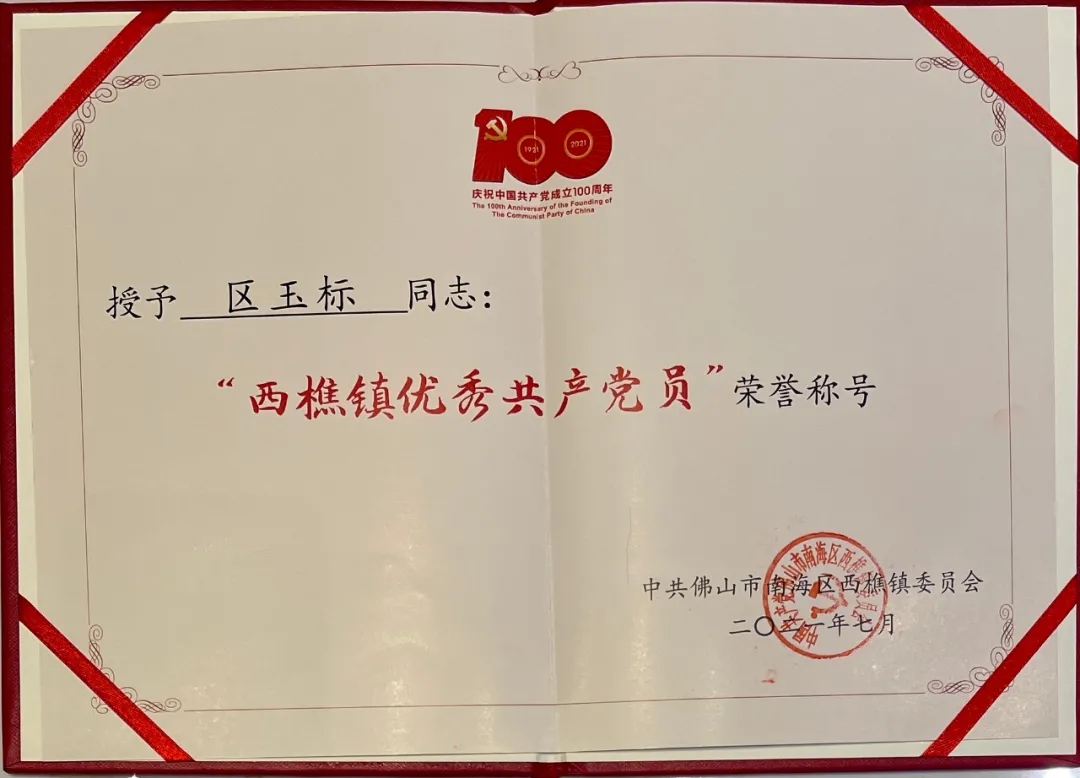 1921 2021
庆祝中国共产党成立100周年
The 100th Anniversary of the Founding of
The Communist Party of China
授予 区玉标 同志：
“西樵镇优秀共产党员”荣誉称号
中共佛山市南海区西樵镇委员会
二〇二一年七月